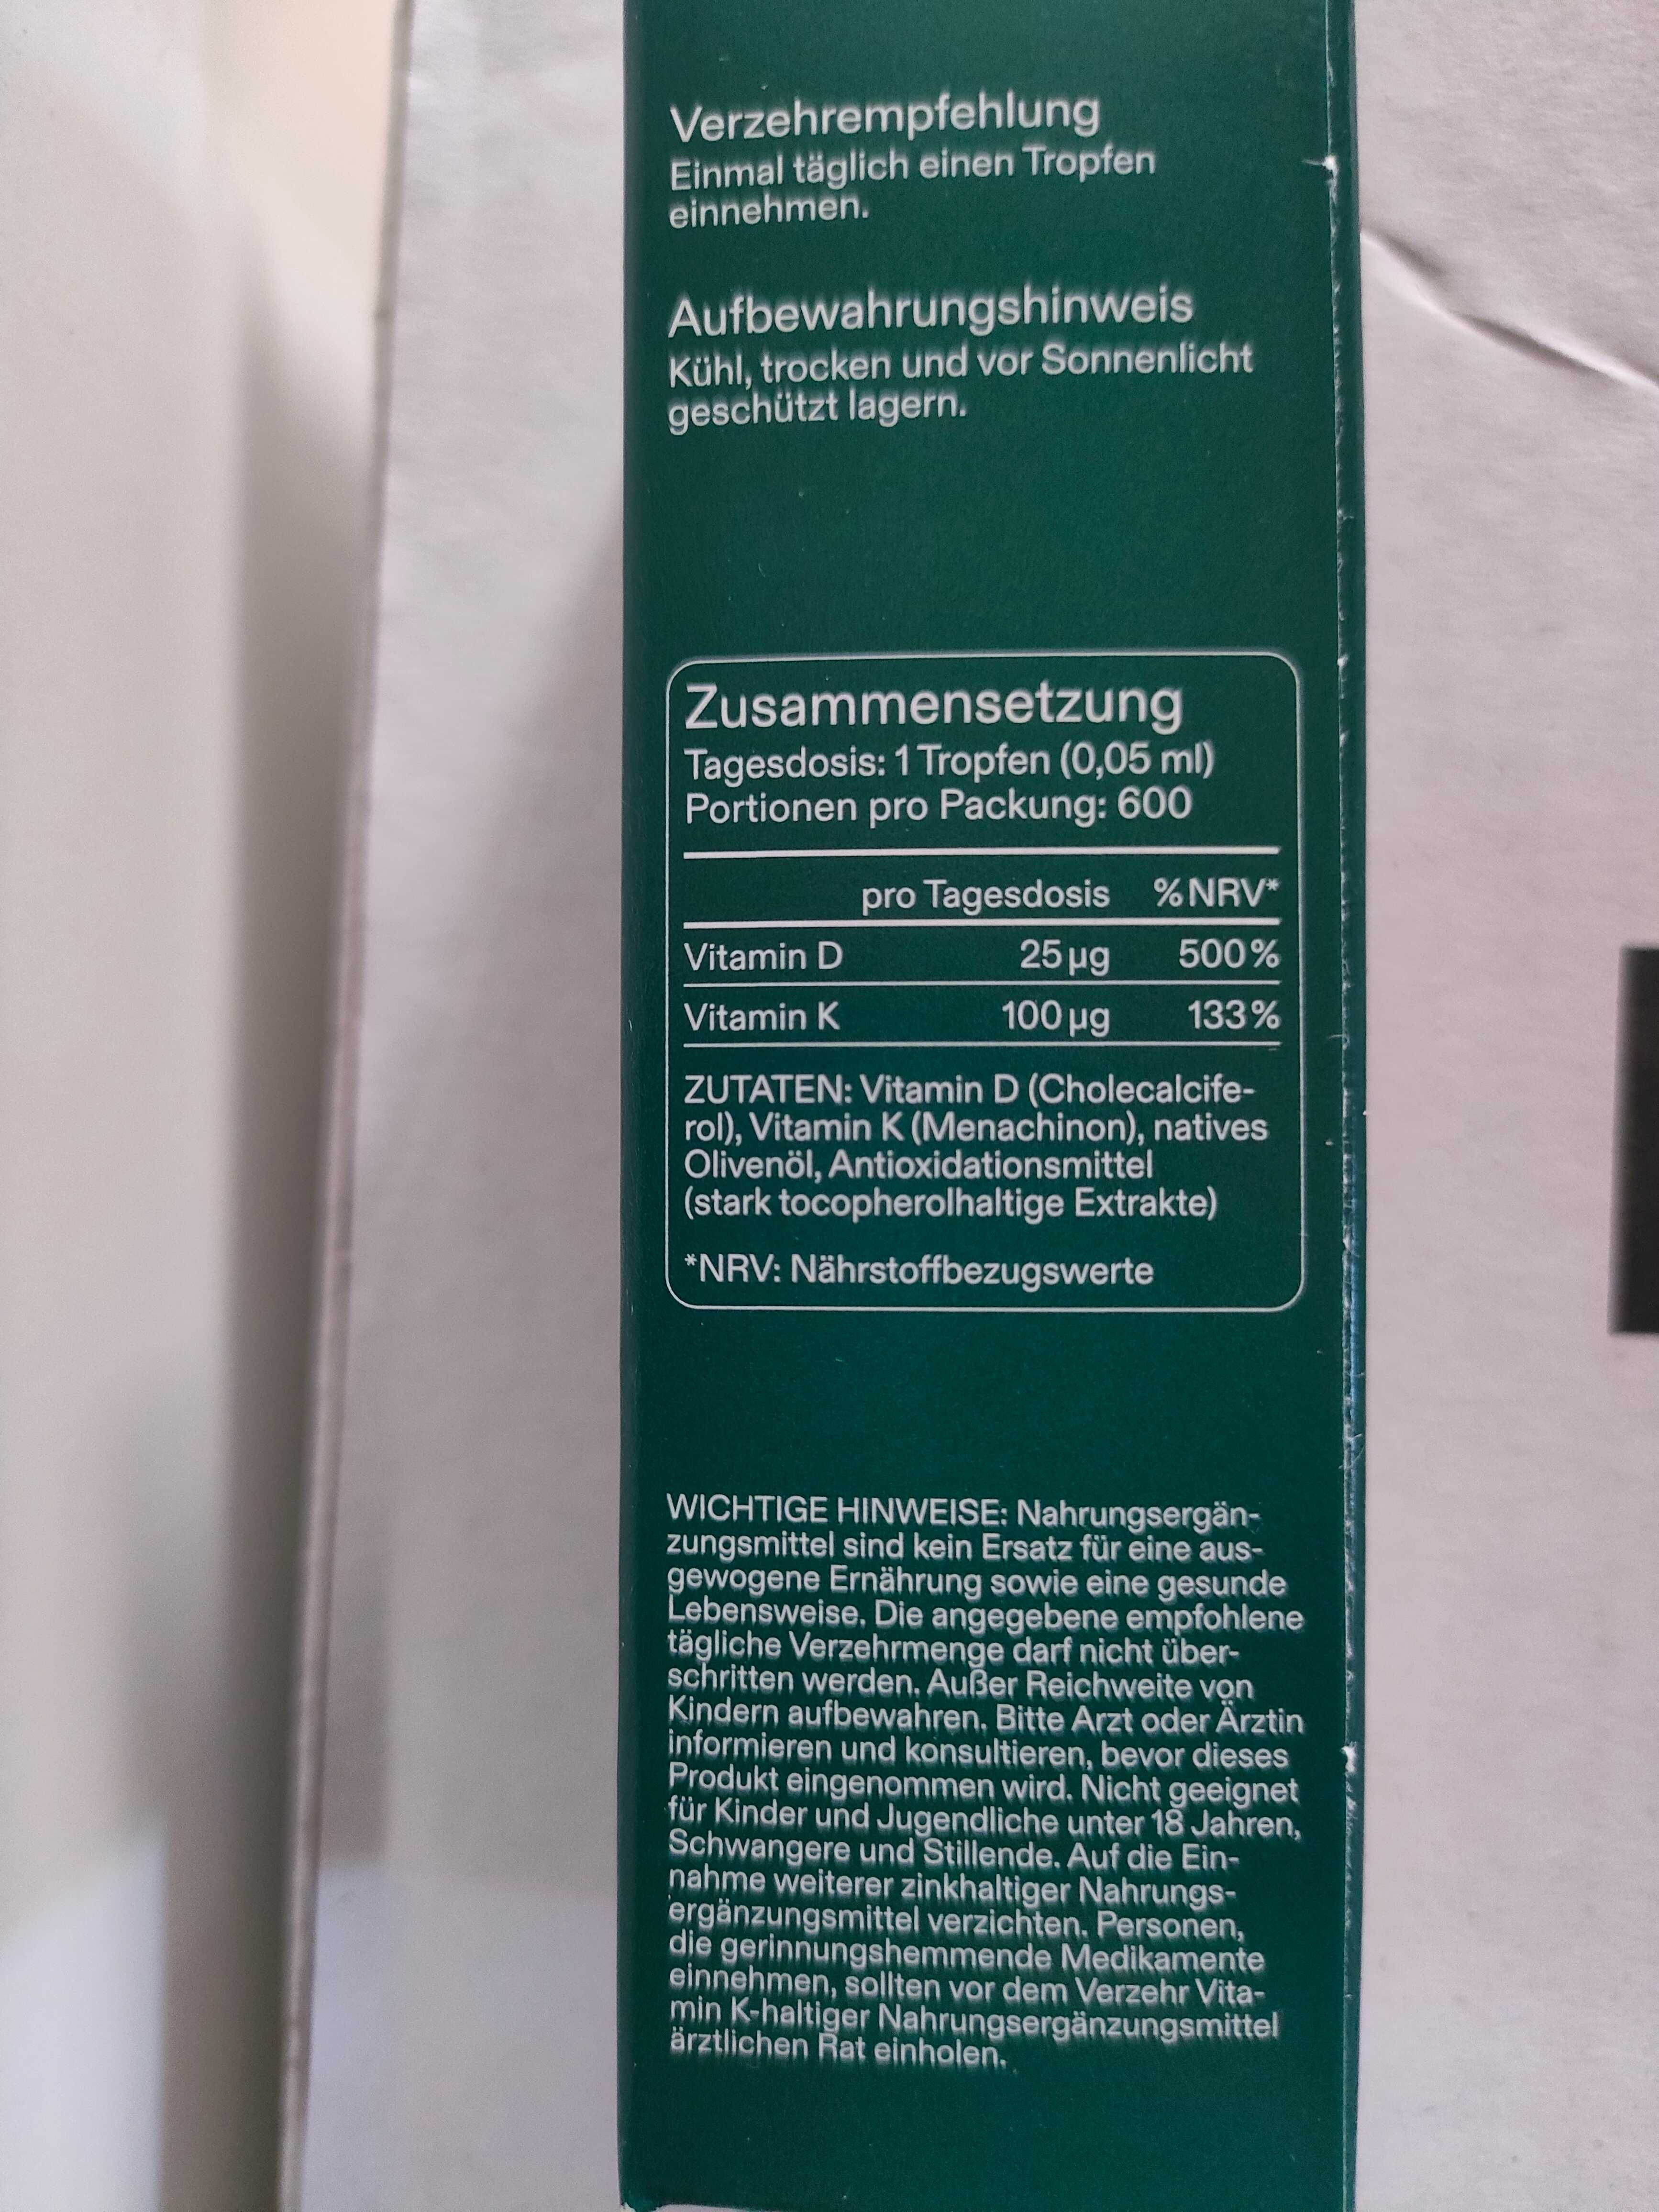 Verzehrempfehlung
Einmal täglich einen Tropfen
einnehmen.
Aufbewahrungshinweis
Kühl, trocken und vor Sonnenlicht
geschützt lagern.
Zusammensetzung
Tagesdosis: 1 Tropfen (0,05 ml)
Portionen pro Packung: 600
pro Tagesdosis % NRV*
Vitamin D 25 µg 500 %
Vitamin K 100 µg 133 %
ZUTATEN: Vitamin D (Cholecalcife-
rol), Vitamin K (Menachinon), natives
Olivenöl, Antioxidationsmittel
(stark tocopherolhaltige Extrakte)
*NRV: Nährstoffbezugswerte
WICHTIGE HINWEISE: Nahrungsergän-
zungsmittel sind kein Ersatz für eine aus-
gewogene Ernährung sowie eine gesunde
Lebensweise. Die angegebene empfohlene
tägliche Verzehrmenge darf nicht über-
schritten werden. Außer Reichweite von
Kindern aufbewahren. Bitte Arzt oder Ärztin
informieren und konsultieren, bevor dieses
Produkt eingenommen wird. Nicht geeignet
für Kinder und Jugendliche unter 18 Jahren,
Schwangere und Stillende. Auf die Ein-
nahme weiterer zinkhaltiger Nahrungs-
ergänzungsmittel verzichten. Personen,
die gerinnungshemmende Medikamente
einnehmen, sollten vor dem Verzehr Vita-
min K-haltiger Nahrungsergänzungsmittel
ärztlichen Rat einholen.